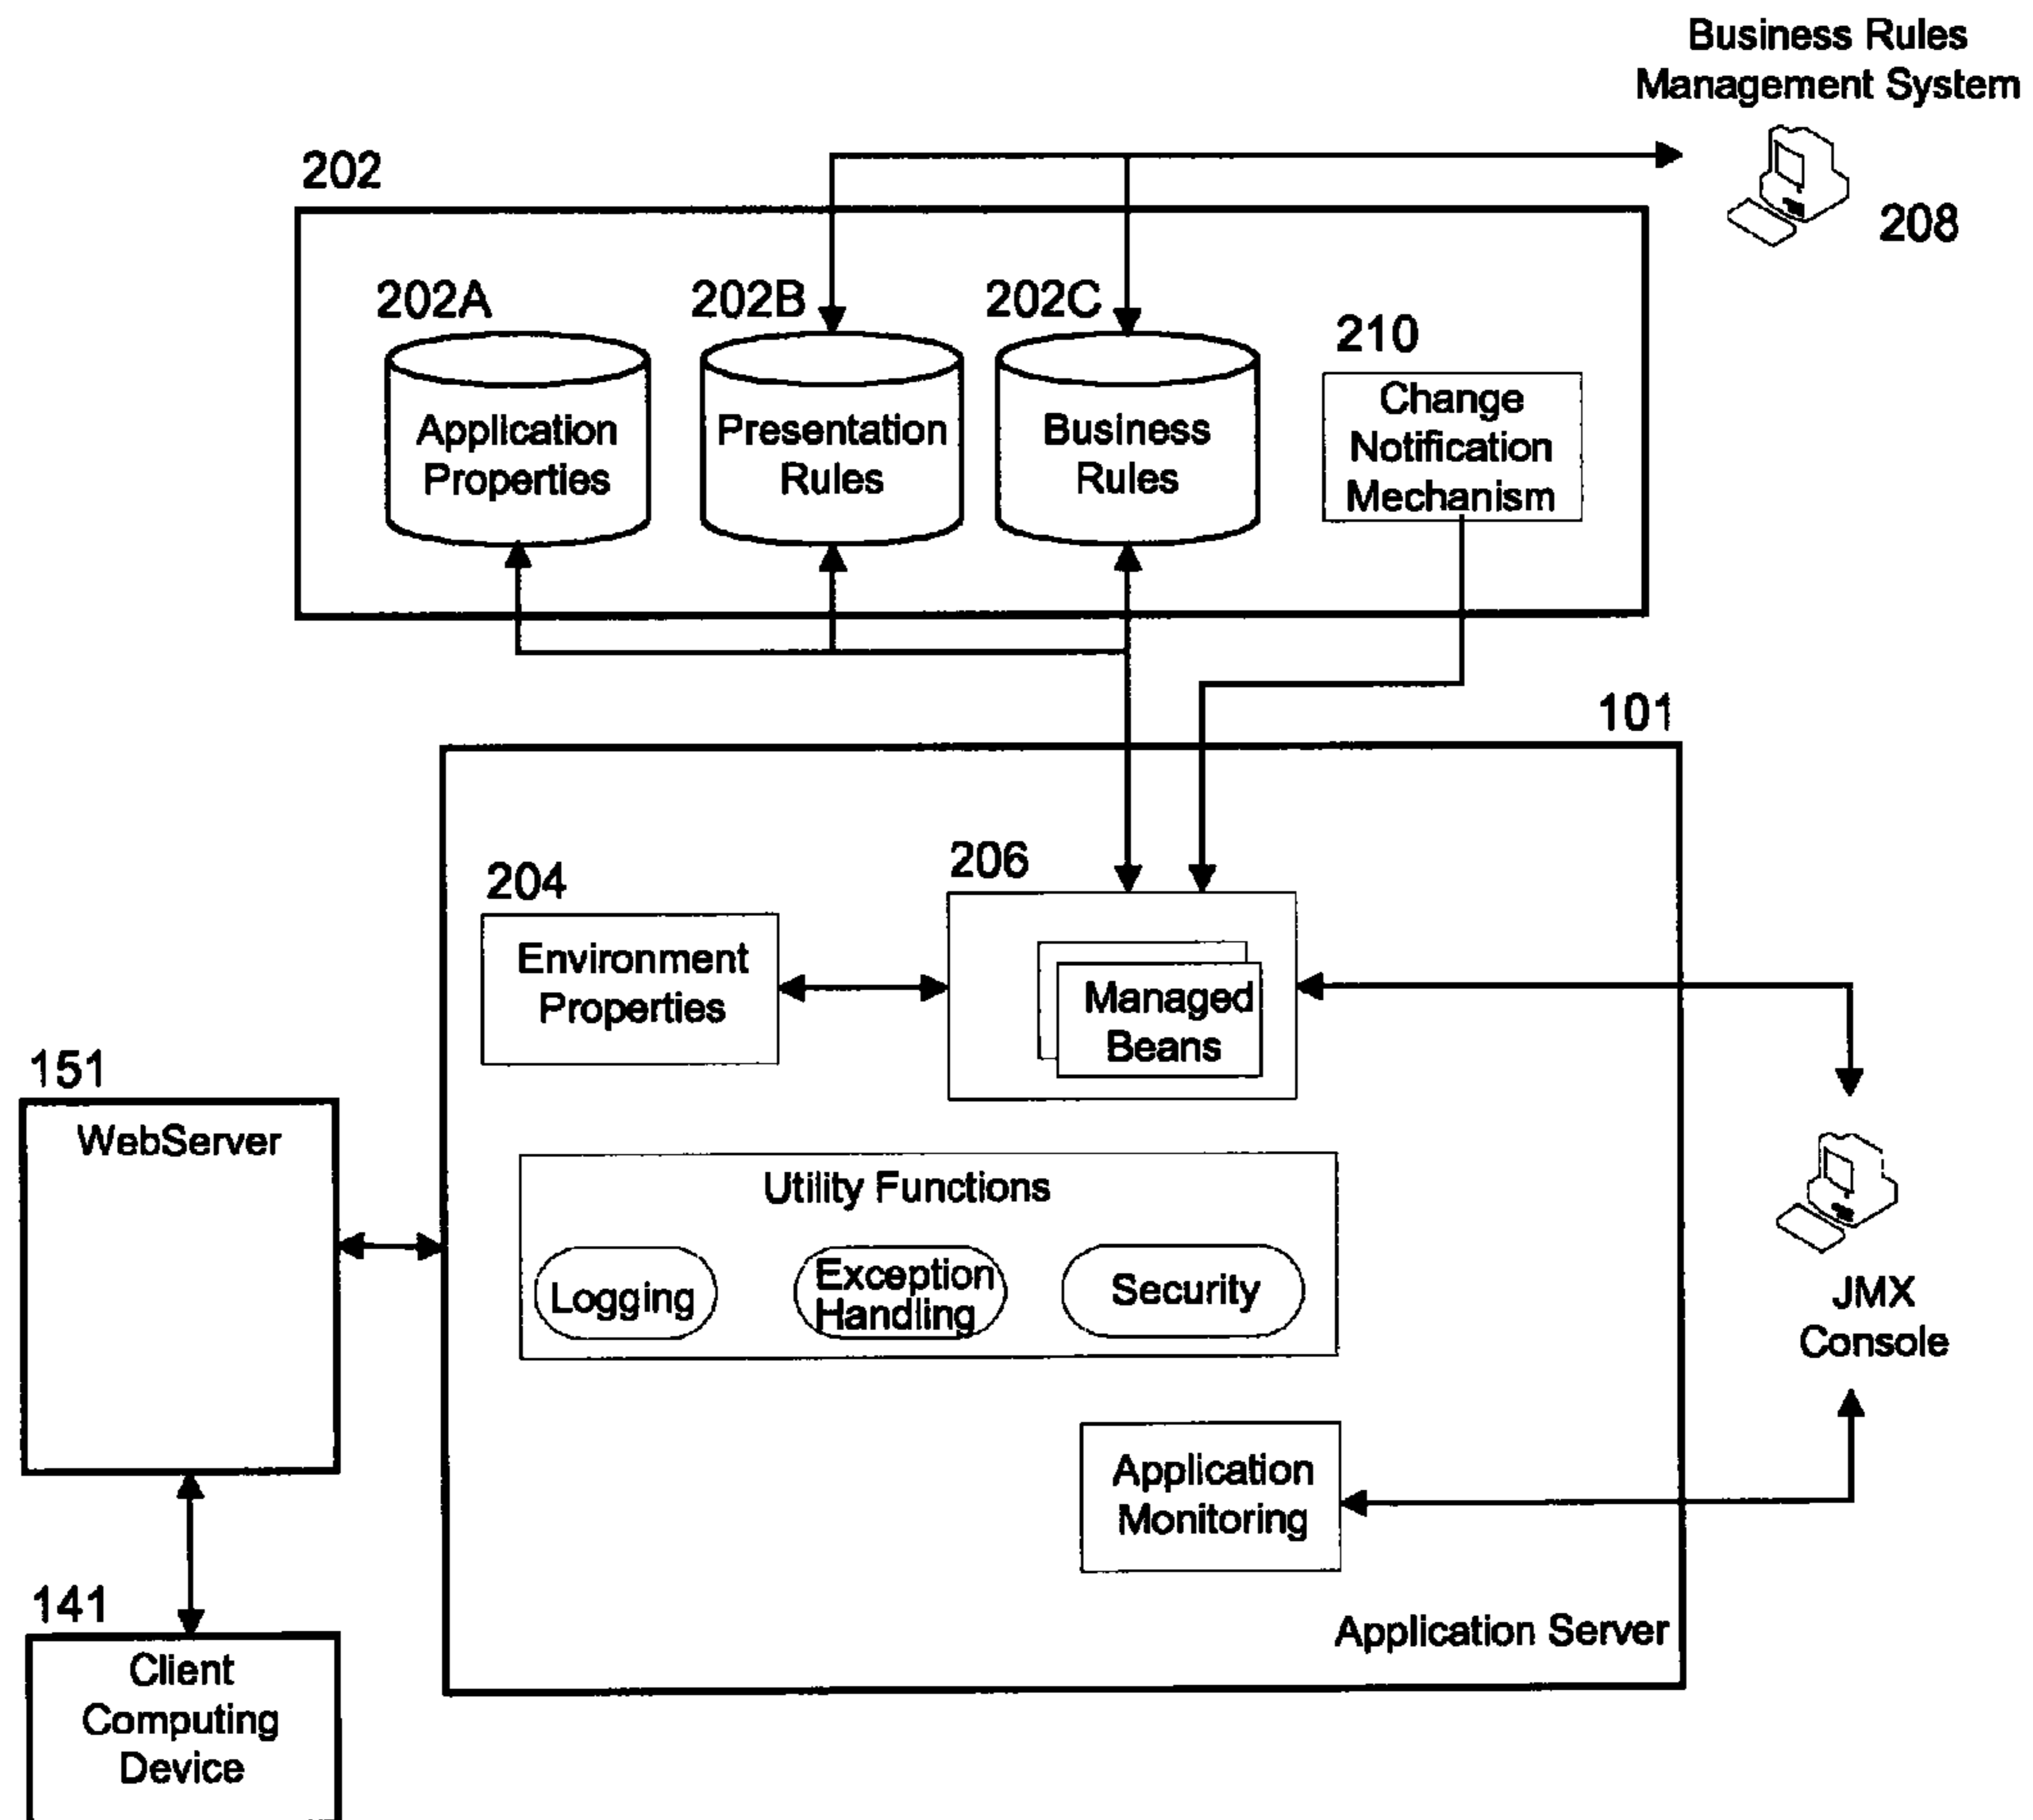 Business Rules
Management System
202
208
202A
202B
202C
210
Application
Properties
Presentation
Rules
Business
Rules
Change
Notification
Mechanism
101
204
206
Environment
Properties
Managed
Beans
151
WebServer
Utility Functions
Logging
Exception
Handling
Security
JMX
Console
Application
Monitoring
141
Client
Computing
Device
Application Server